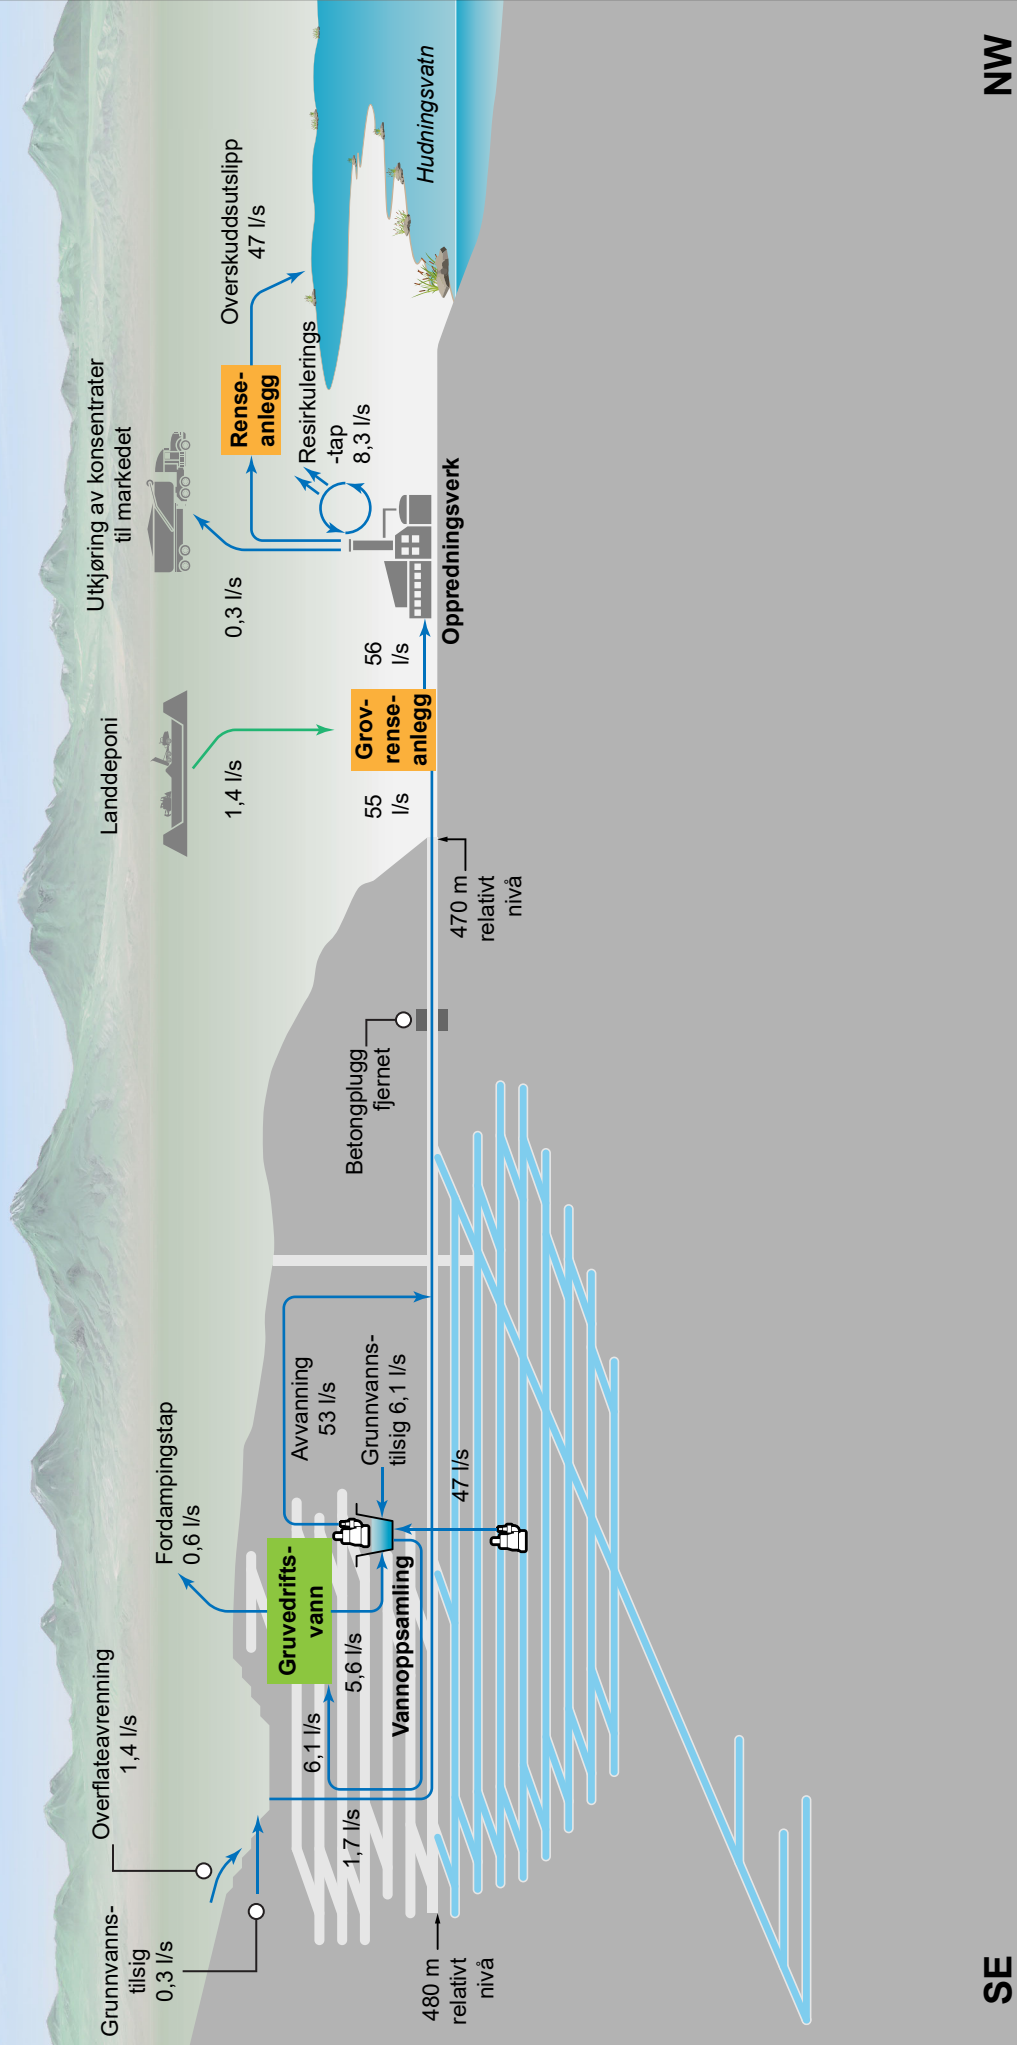 Grunnvanns-
tilsig
0,3 l/s
Overflateavrenning
1,4 l/s
Fordampingstap
0,6 l/s
Landdeponi
1,4 l/s
Utkjøring av konsentrater
til markedet
0,3 l/s
Overskuddsutslipp
47 l/s
Rense-
anlegg
Resirkulerings
-tap
8,3 l/s
Hudningsvatn
Gruvedrifts-
vann
6,1 l/s
5,6 l/s
1,7 l/s
Vannoppsamling
Avvanning
53 l/s
Grunnvanns-
tilsig 6,1 l/s
47 l/s
Betongplugg
fjernet
55
l/s
Grov-
rense-
anlegg
56
l/s
Oppredningsverk
480 m
relativt
nivå
470 m
relativt
nivå
SE
NW